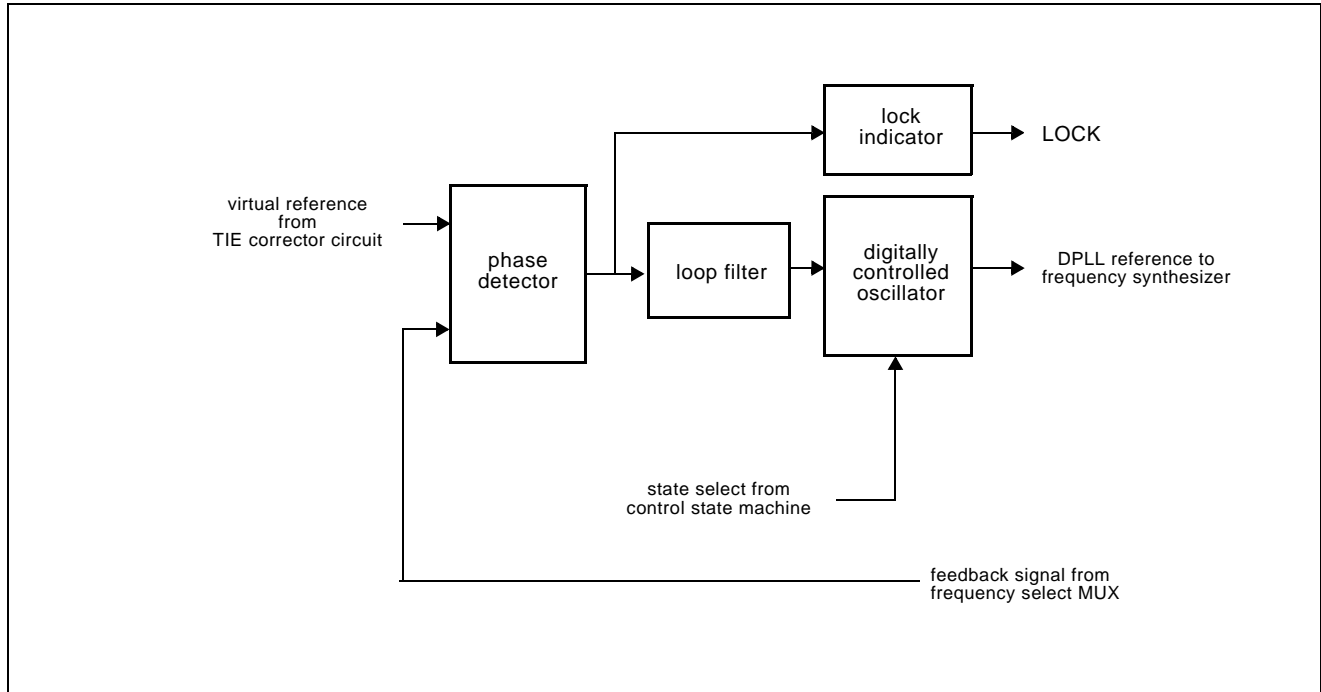 lock
indicator
LOCK
virtual reference
from
TIE corrector circuit
phase
detector
loop filter
digitally
controlled
oscillator
DPLL reference to
frequency synthesizer
state select from
control state machine
feedback signal from
frequency select MUX